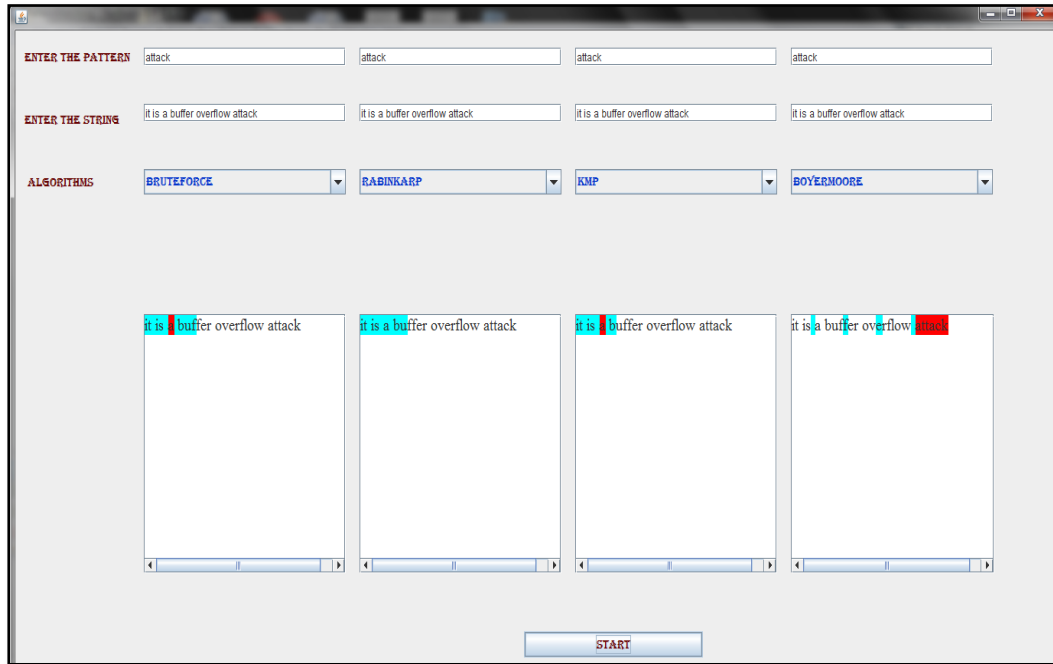 ENTER THE PATTERN attack attack attack attack
ENTER THE STRING it is a buffer overflow attack it is a buffer overflow attack it is a buffer overflow attack it is a buffer overflow attack
ALGORITHMS BRUTEFORCE RABINKARP KMP BOYERMOORE
it is a buffer overflow attack it is a buffer overflow attack it is a buffer overflow attack it is a buffer overflow attack
START